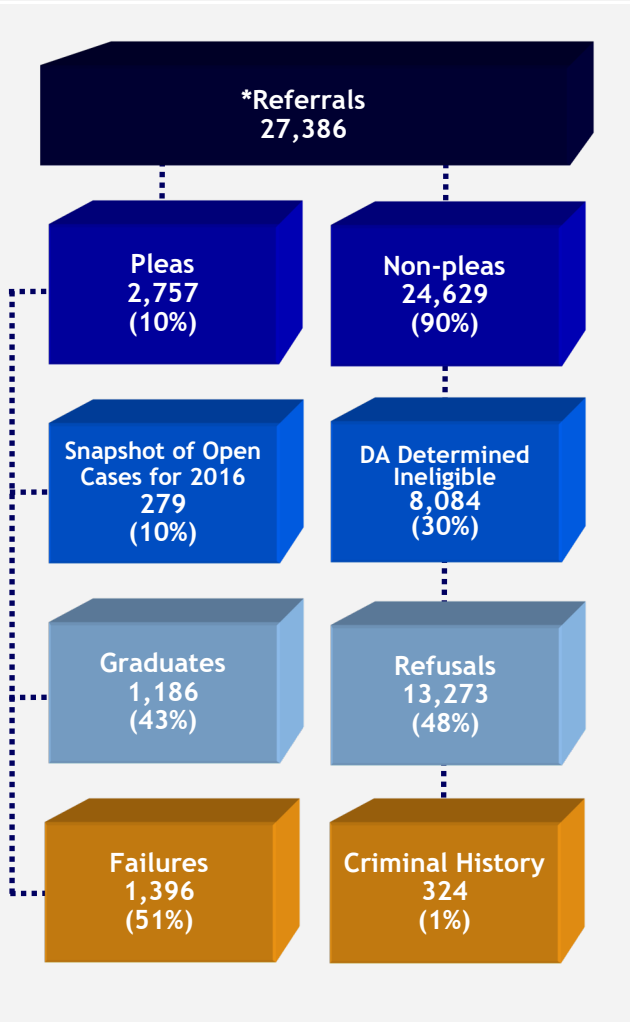 *Referrals
27,386
Pleas
2,757
(10%)
Non-pleas
24,629
(90%)
Snapshot of Open
Cases for 2016
279
(10%)
DA Determined
Ineligible
8,084
(30%)
Graduates
1,186
(43%)
Refusals
13,273
(48%)
Failures
1,396
(51%)
Criminal History
324
(1%)